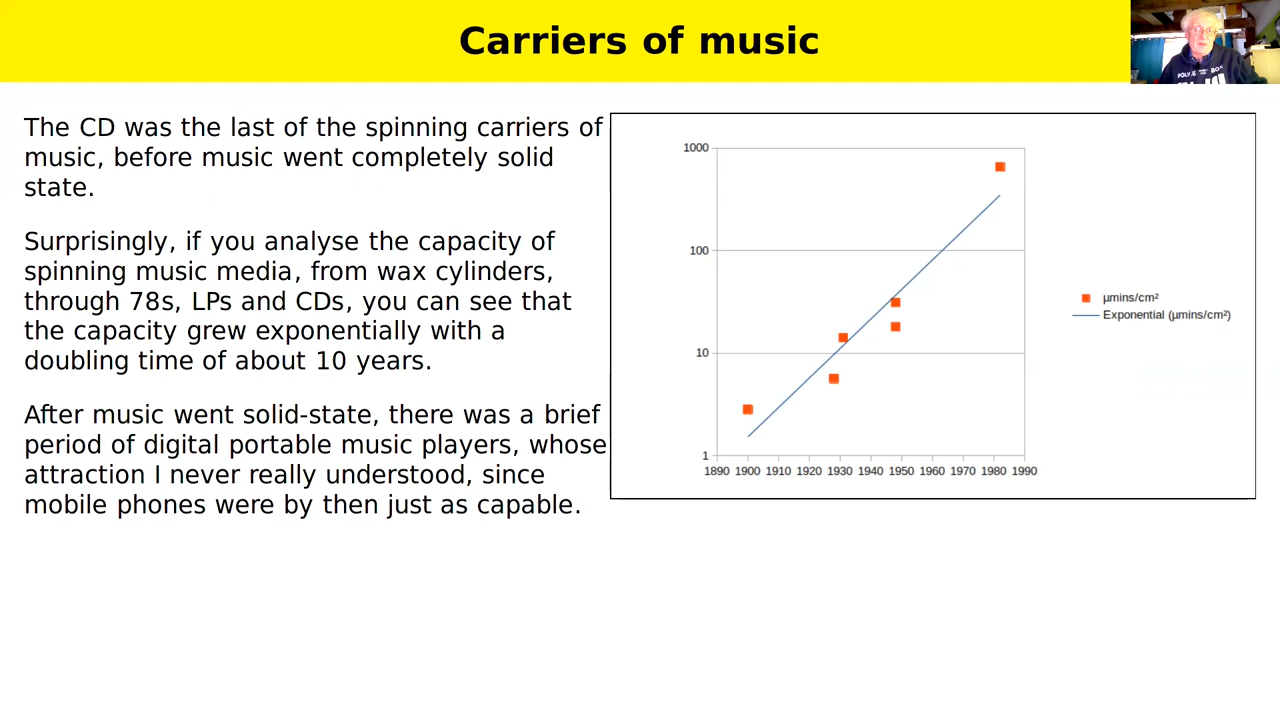 Carriers of music
The CD was the last of the spinning carriers of
music, before music went completely solid
state.
Surprisingly, if you analyse the capacity of
spinning music media, from wax cylinders,
through 78s, LPs and CDs, you can see that
the capacity grew exponentially with a
doubling time of about 10 years.
After music went solid-state, there was a brief
period of digital portable music players, whose
attraction I never really understood, since
mobile phones were by then just as capable.
1000
100
10
1
1890 1900 1910 1920 1930 1940 1950 1960 1970 1980 1990
µmins/cm²
Exponential (µmins/cm²)